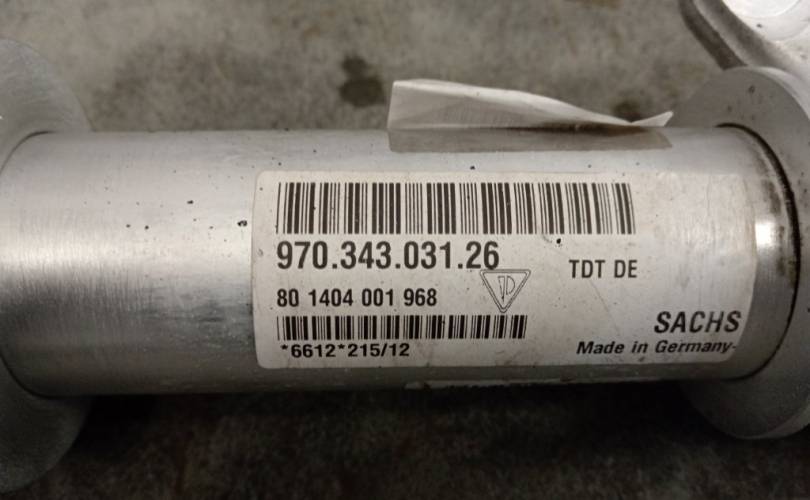 970.343.031.26
TDT DE
80 1404 001 968
SACHS
*6612*215/12
Made in Germany-